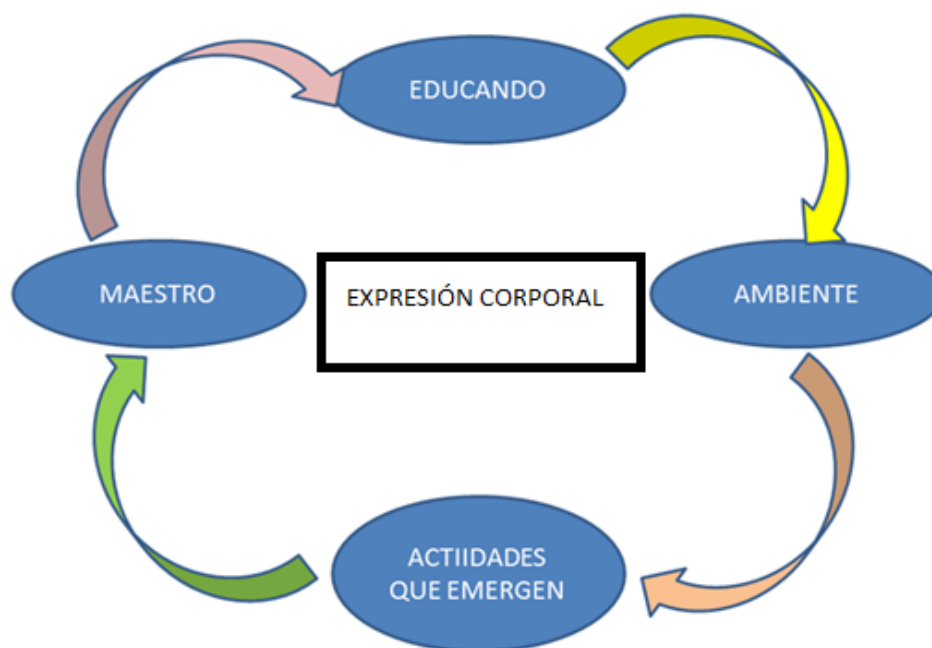 EDUCANDO
MAESTRO
EXPRESIÓN CORPORAL
AMBIENTE
ACTIIDADES
QUE EMERGEN